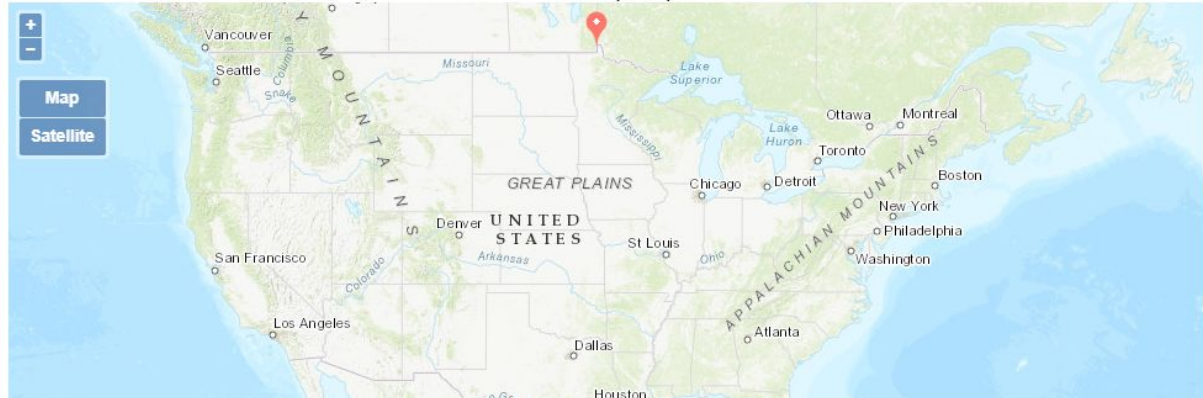 +
−
Map
Satellite
Vancouver
Seattle
Columbia
Snake
Y MOUNTAINS
Missouri
Lake
Superior
Mississippi
Ottawa
Montreal
Lake
Huron
Toronto
Boston
Chicago
Detroit
GREAT PLAINS
New York
Philadelphia
Washington
APPALACHIAN MOUNTAINS
Denver
UNITED
STATES
St Louis
Ohio
Arkansas
Colorado
San Francisco
Los Angeles
Atlanta
Dallas
Houston